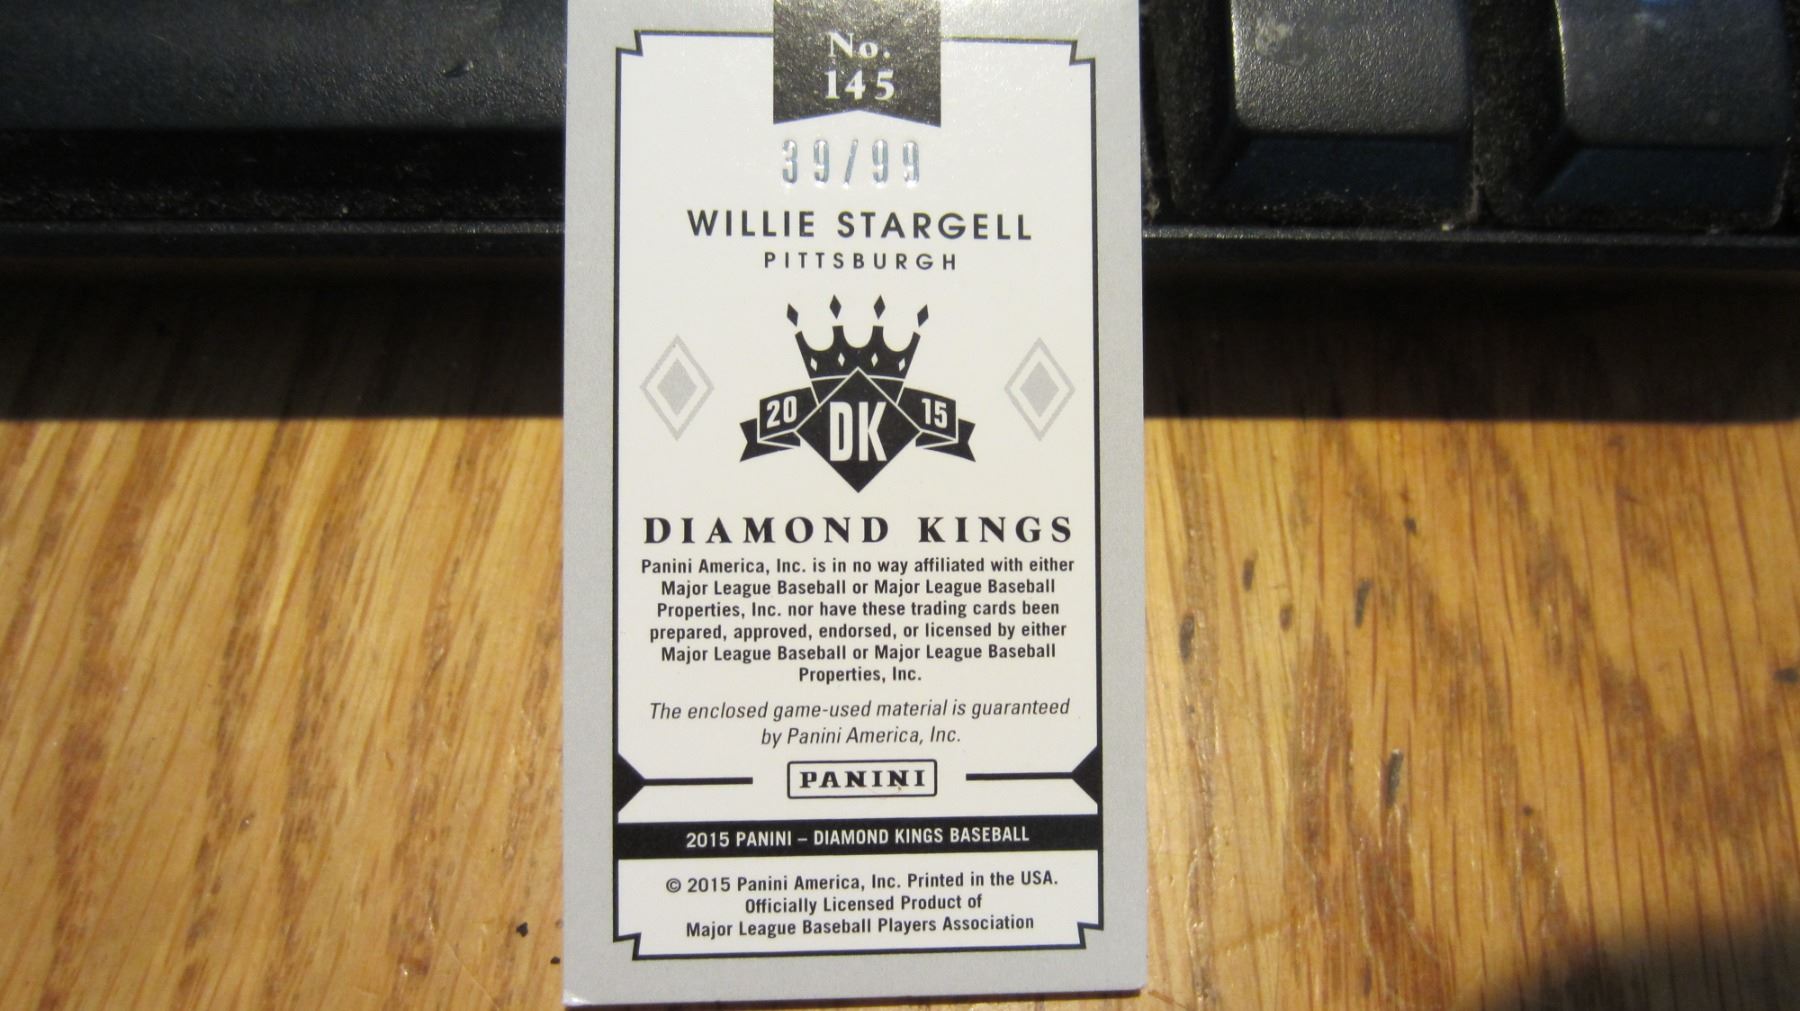 No.
145
39/99
WILLIE STARGELL
PITTSBURGH
20 DK 15
DIAMOND KINGS
Panini America, Inc. is in no way affiliated with either
Major League Baseball or Major League Baseball
Properties, Inc. nor have these trading cards been
prepared, approved, endorsed, or licensed by either
Major League Baseball or Major League Baseball
Properties, Inc.
The enclosed game-used material is guaranteed
by Panini America, Inc.
PANINI
2015 PANINI – DIAMOND KINGS BASEBALL
© 2015 Panini America, Inc. Printed in the USA.
Officially Licensed Product of
Major League Baseball Players Association